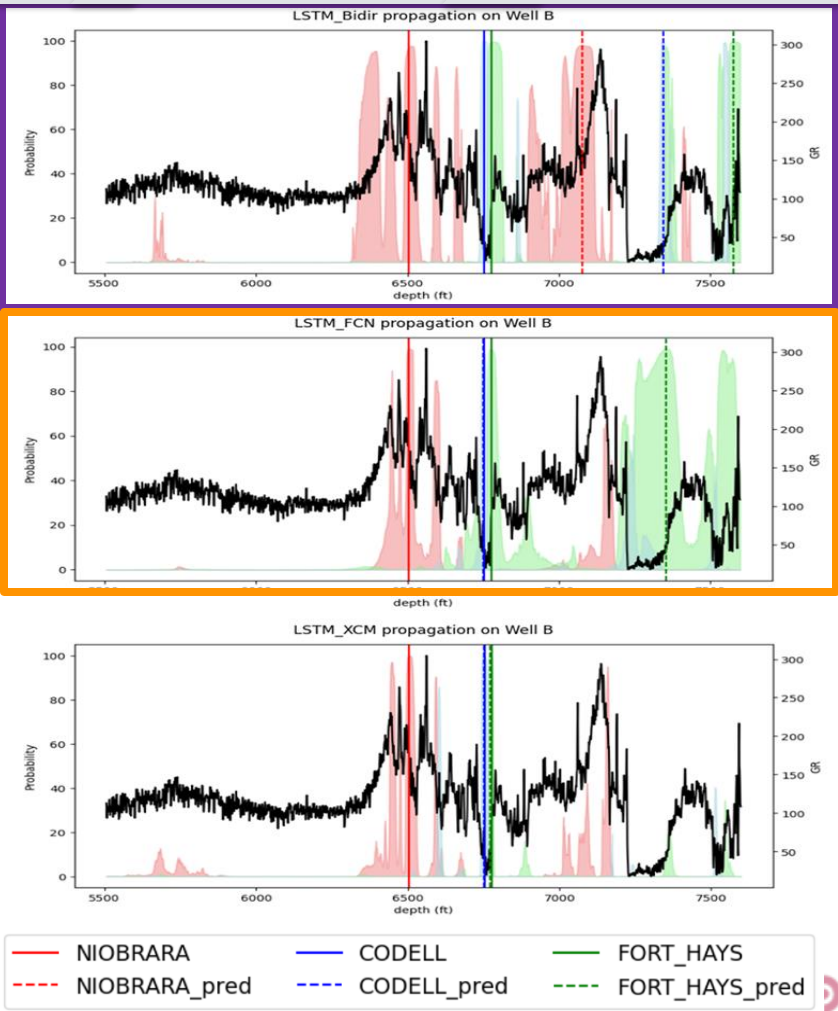 LSTM_Bidir propagation on Well B
100
80
60
40
20
0
Probability
300
250
200
150
100
50
GR
5500 6000 6500 7000 7500
depth (ft)
LSTM_FCN propagation on Well B
100
80
60
40
20
0
Probability
300
250
200
150
100
50
GR
depth (ft)
LSTM_XCM propagation on Well B
100
80
60
40
20
0
Probability
300
250
200
150
100
50
GR
5500 6000 6500 7000 7500
depth (ft)
NIOBRARA CODELL FORT_HAYS
NIOBRARA_pred CODELL_pred FORT_HAYS_pred